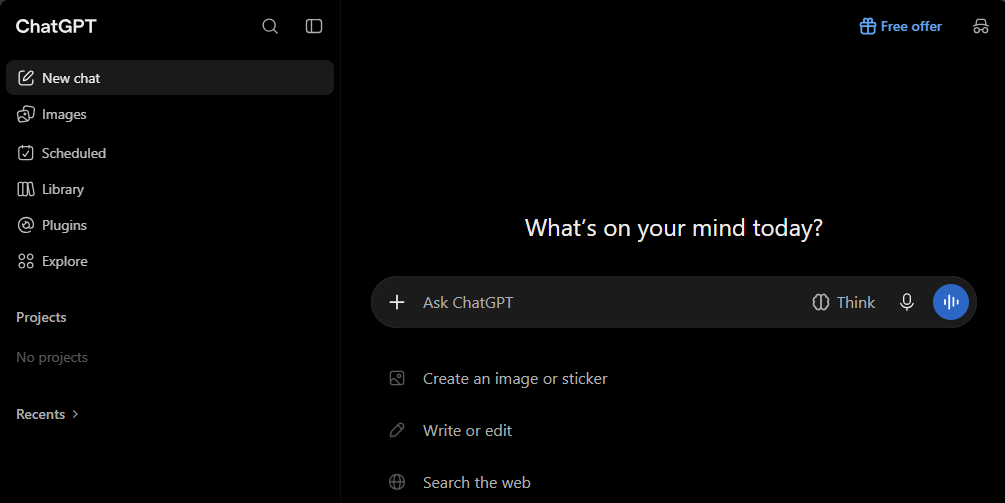 ChatGPT
New chat
Images
Scheduled
Library
Plugins
Explore
Projects
No projects
Recents
Free offer
What's on your mind today?
Ask ChatGPT
Think
Create an image or sticker
Write or edit
Search the web